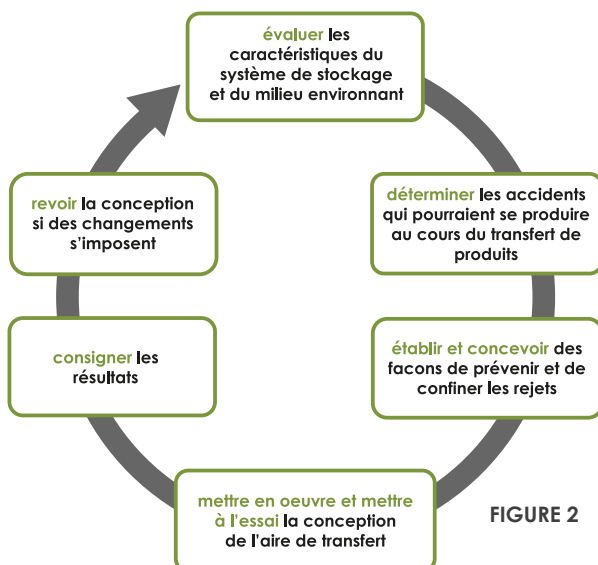 évaluer les
caractéristiques du
système de stockage
et du milieu environnant
déterminer les accidents
qui pourraient se produire
au cours du transfert de
produits
établir et concevoir des
façons de prévenir et de
confiner les rejets
mettre en oeuvre et mettre
à l'essai la conception
de l'aire de transfert
consigner les
résultats
revoir la conception
si des changements
s'imposent
FIGURE 2